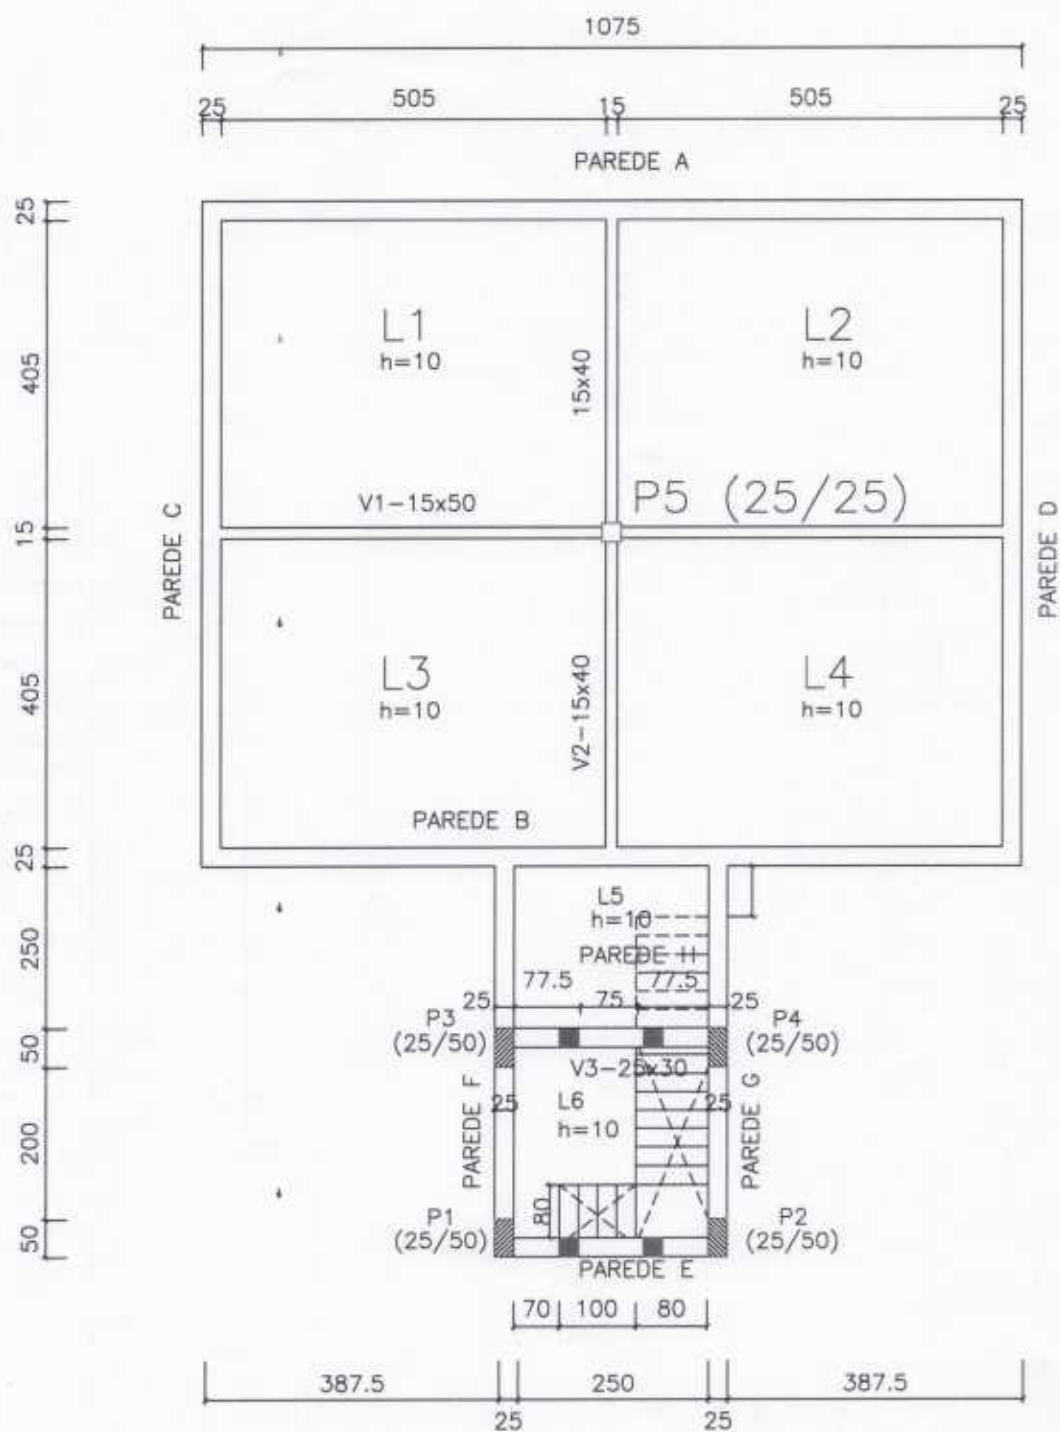 1075
25 505 15 505 25
PAREDE A
25
L1
h=10
L2
h=10
405
15x40
V1-15x50
P5 (25/25)
PAREDE C
15
PAREDE D
L3
h=10
L4
h=10
405
V2-15x40
PAREDE B
25
L5
h=10
250
PAREDE H
77.5 77.5
25 75 25
P3
(25/50)
P4
(25/50)
50
V3-25x30
PAREDE F
25
L6
h=10
25
PAREDE G
200
80
P1
(25/50)
P2
(25/50)
50
PAREDE E
70 100 80
387.5 250 387.5
25 25